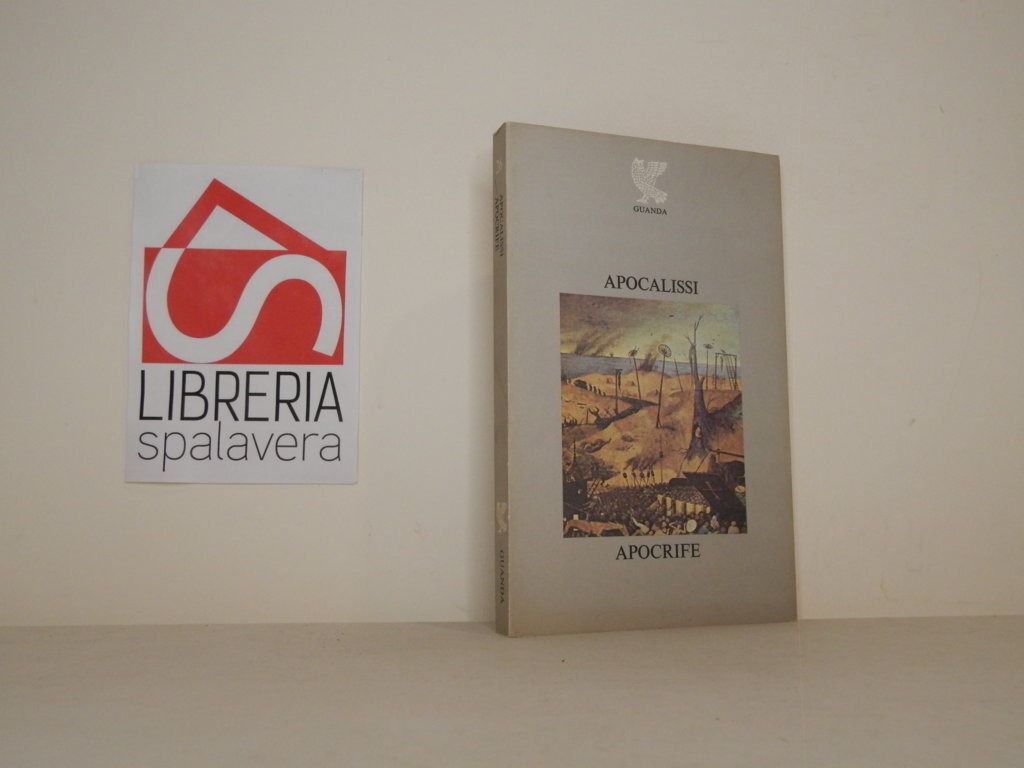 LIBRERIA
spalavera
APOCALISSI
APOCRIFE
GUANDA
GUANDA
APOCALISSI
APOCRIFE